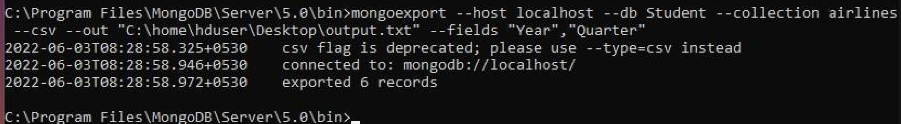 C:\Program Files\MongoDB\Server\5.0\bin>mongoexport --host localhost --db Student --collection airlines
--csv --out "C:\home\hduser\Desktop\output.txt" --fields "Year","Quarter"
2022-06-03T08:28:58.325+0530    csv flag is deprecated; please use --type=csv instead
2022-06-03T08:28:58.946+0530    connected to: mongodb://localhost/
2022-06-03T08:28:58.972+0530    exported 6 records
C:\Program Files\MongoDB\Server\5.0\bin>